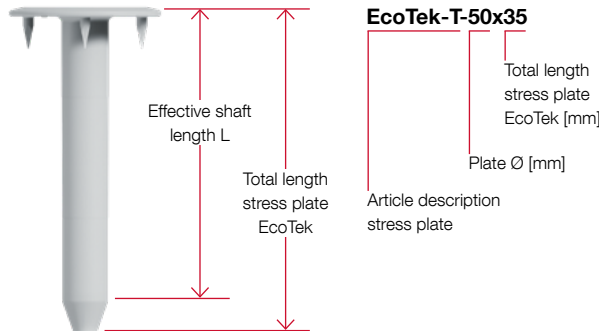 EcoTek-T-50x35
Effective shaft
length L
Total length
stress plate
EcoTek
Total length
stress plate
EcoTek [mm]
Plate Ø [mm]
Article description
stress plate